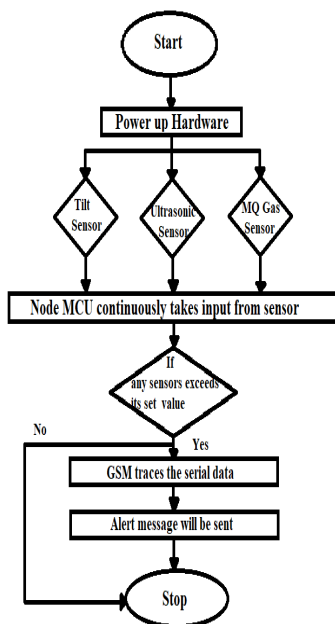 Start
Power up Hardware
Tilt
Sensor
Ultrasonic
Sensor
MQ Gas
Sensor
Node MCU continuously takes input from sensor
If
any sensors exceeds
its set value
No
Yes
GSM traces the serial data
Alert message will be sent
Stop